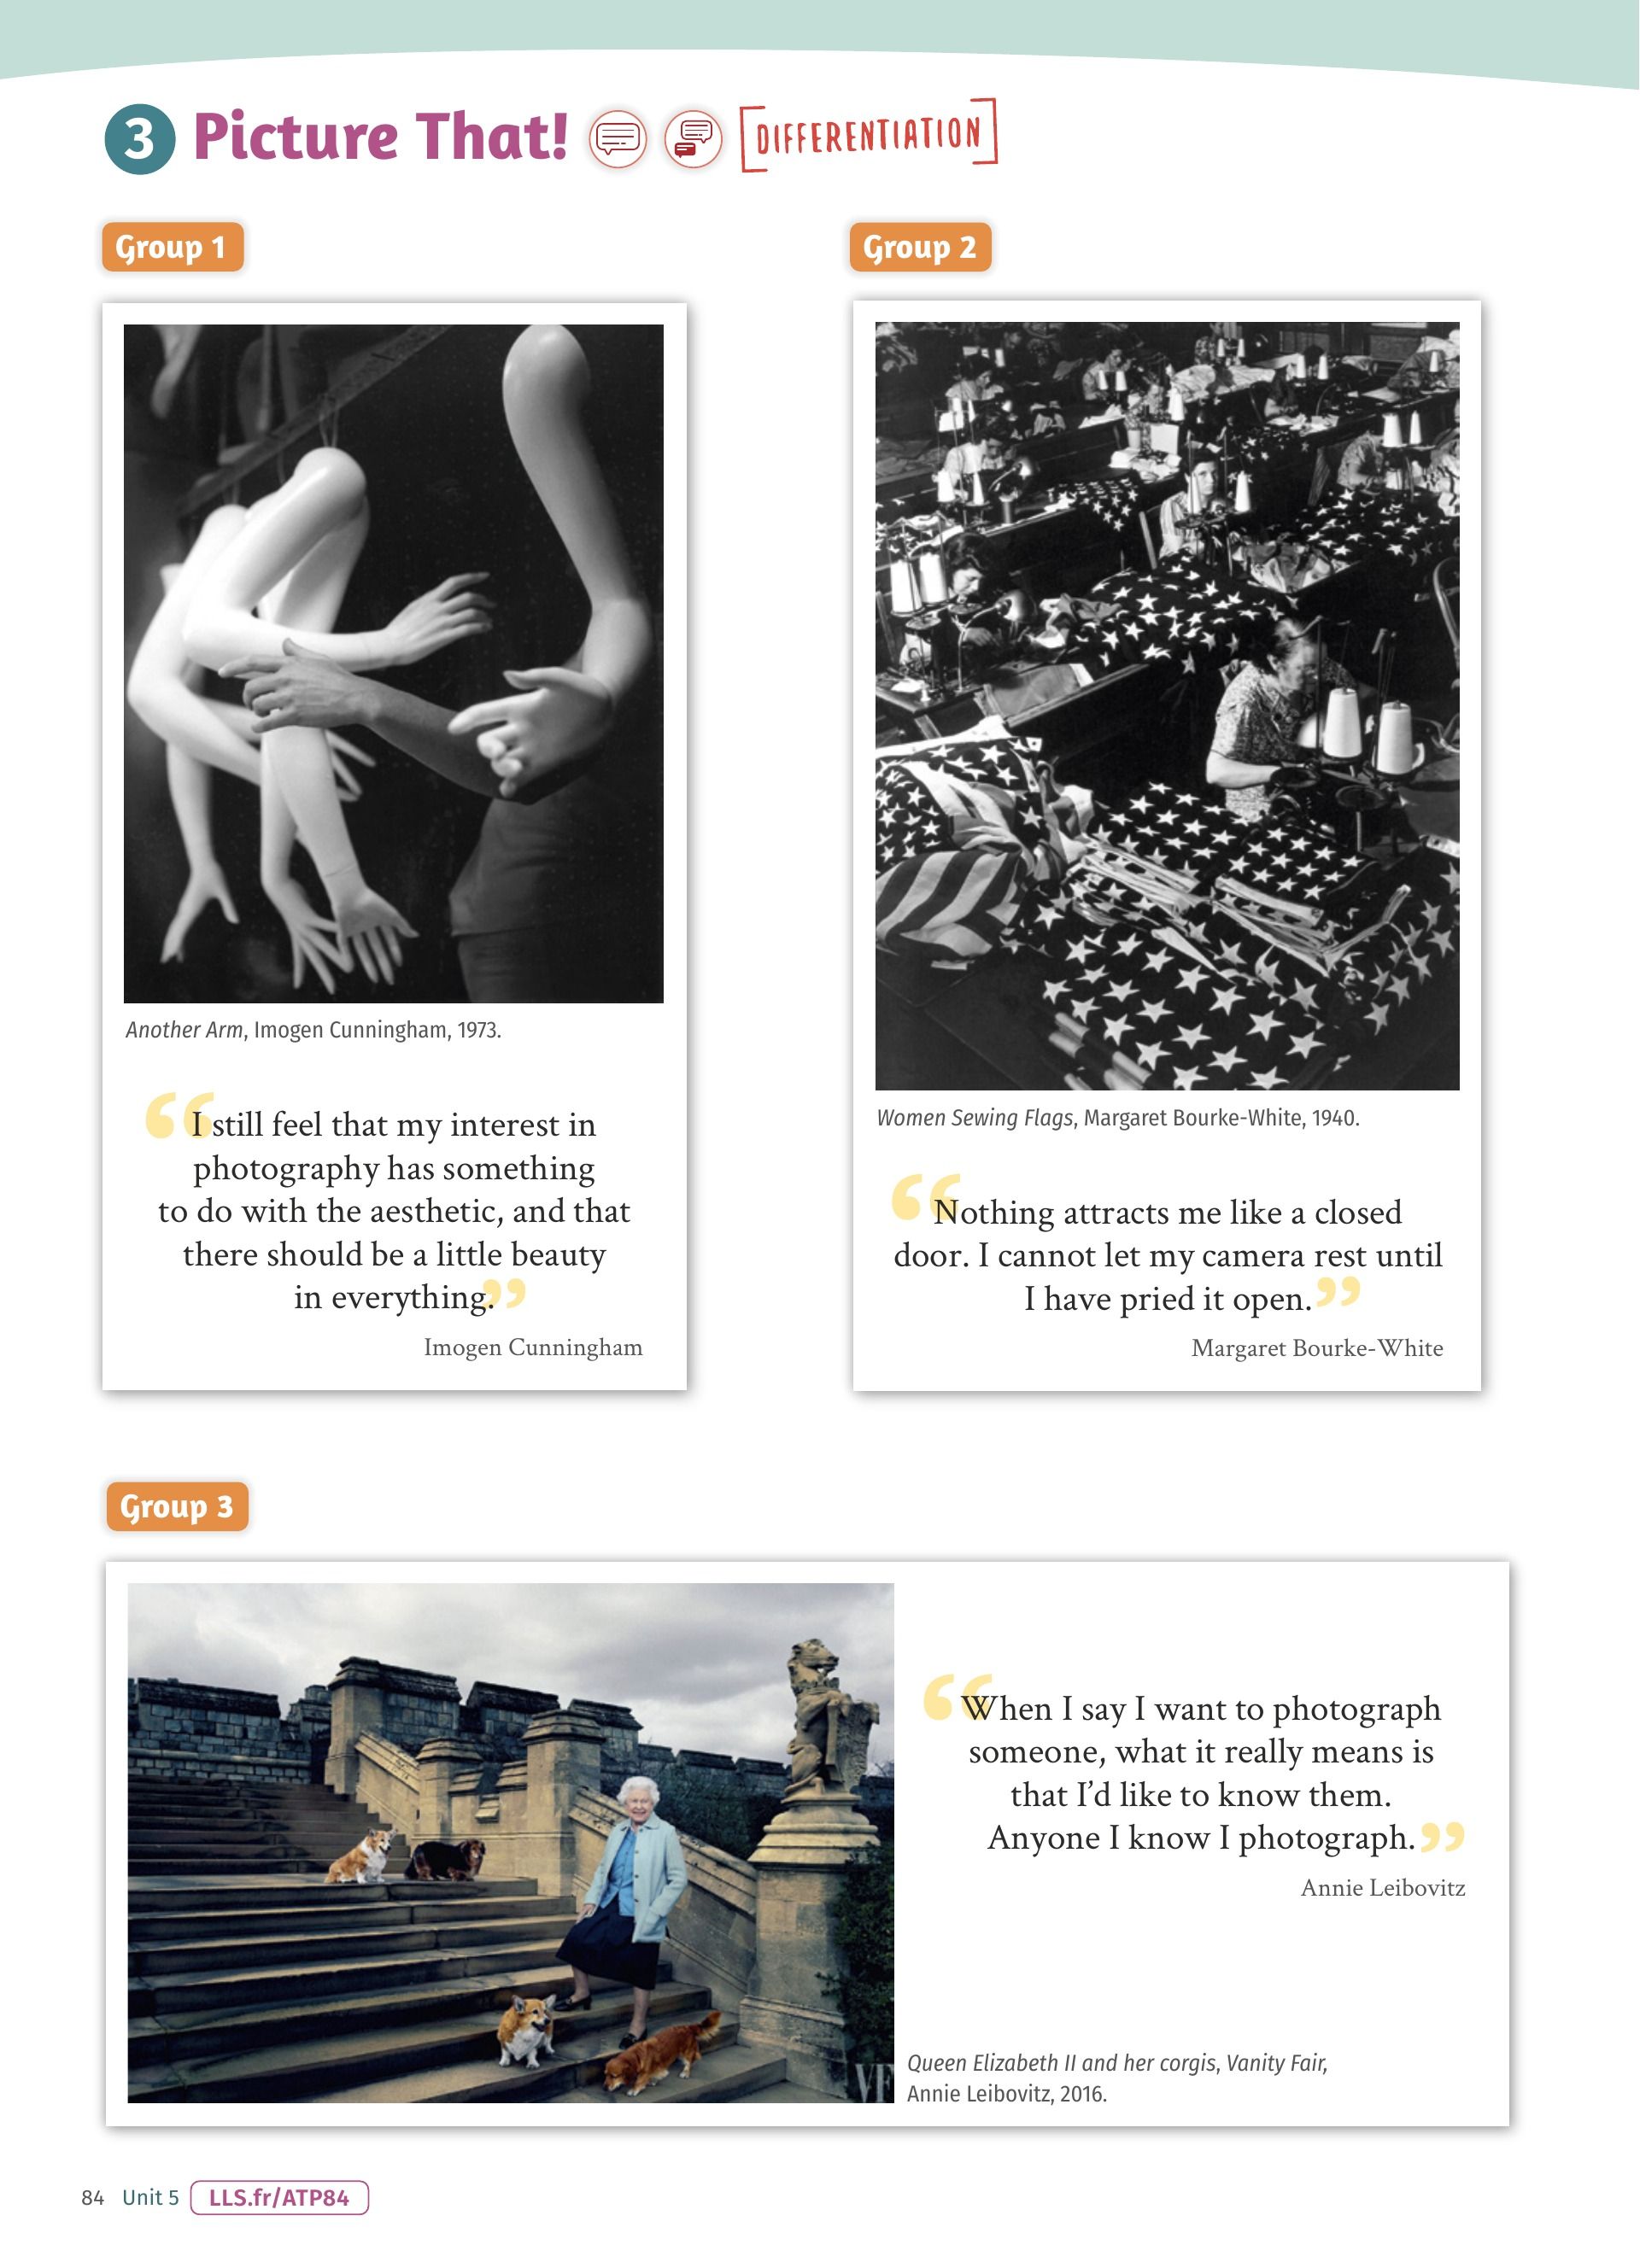 3 Picture That! [DIFFERENTIATION]
Group 1
Another Arm, Imogen Cunningham, 1973.
“I still feel that my interest in
photography has something
to do with the aesthetic, and that
there should be a little beauty
in everything.”
Imogen Cunningham
Group 2
Women Sewing Flags, Margaret Bourke-White, 1940.
“Nothing attracts me like a closed
door. I cannot let my camera rest until
I have pried it open.”
Margaret Bourke-White
Group 3
“When I say I want to photograph
someone, what it really means is
that I’d like to know them.
Anyone I know I photograph.”
Annie Leibovitz
VF
Queen Elizabeth II and her corgis, Vanity Fair,
Annie Leibovitz, 2016.
84 Unit 5 LLS.fr/ATP84